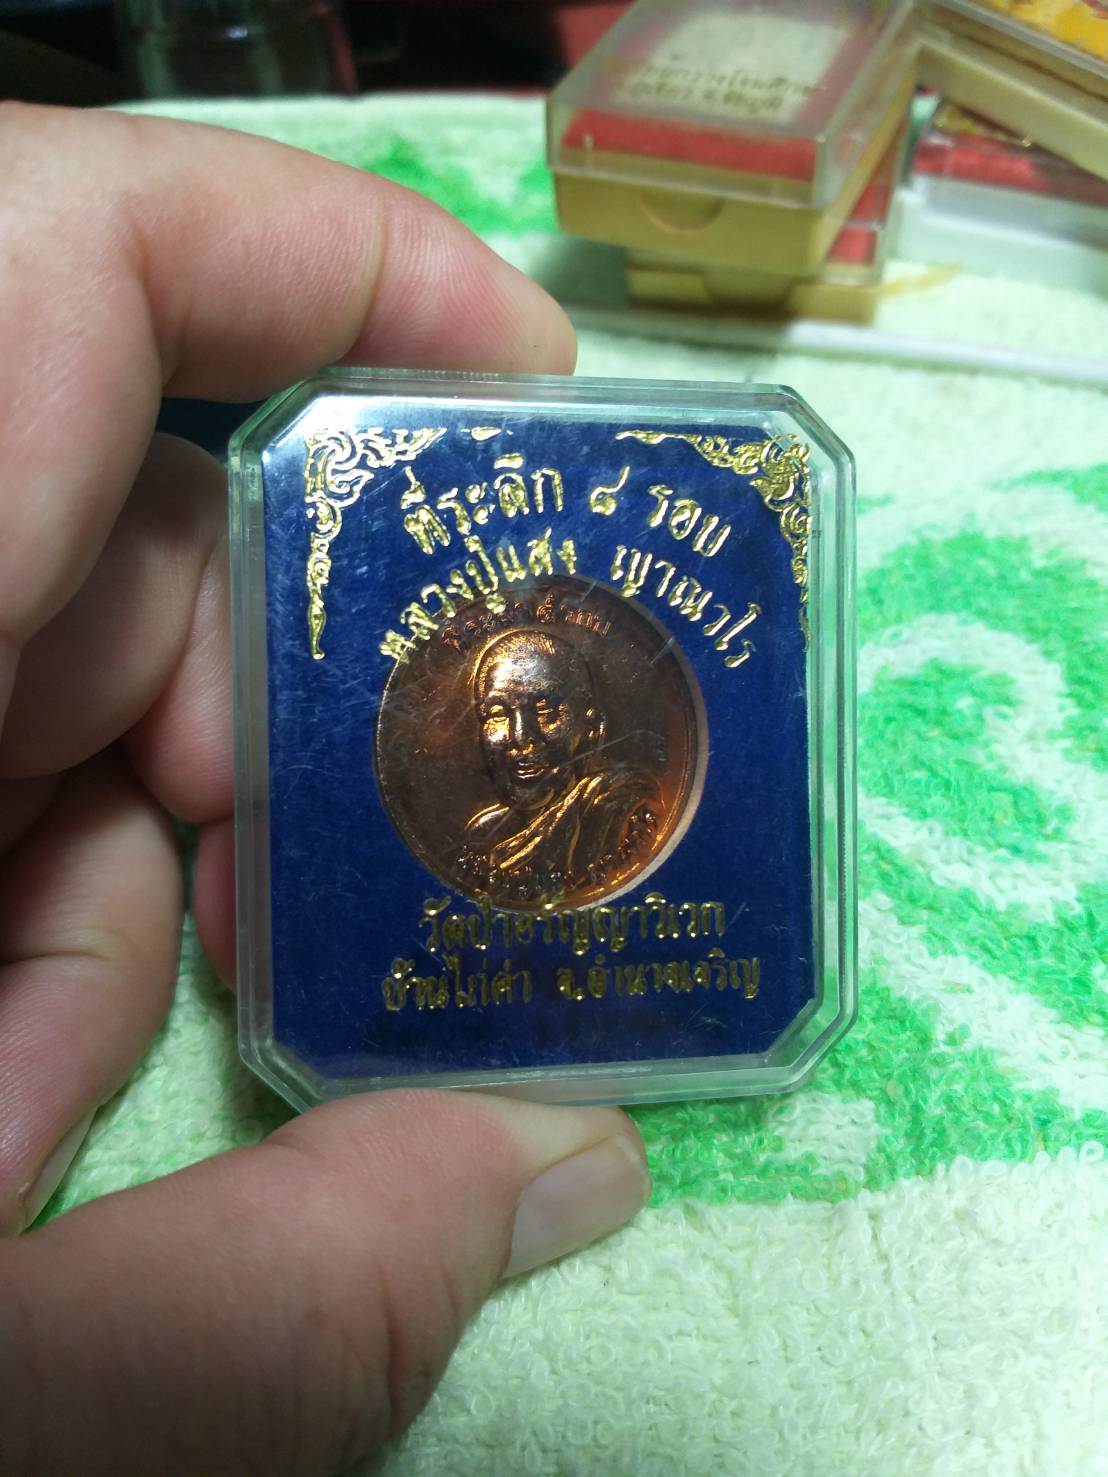 ที่ระลึก ๘ รอบ
หลวงปู่แสง ญาณวโร
วัดป่าอรัญญาวิเวก
บ้านไก่คำ จ.อำนาจเจริญ